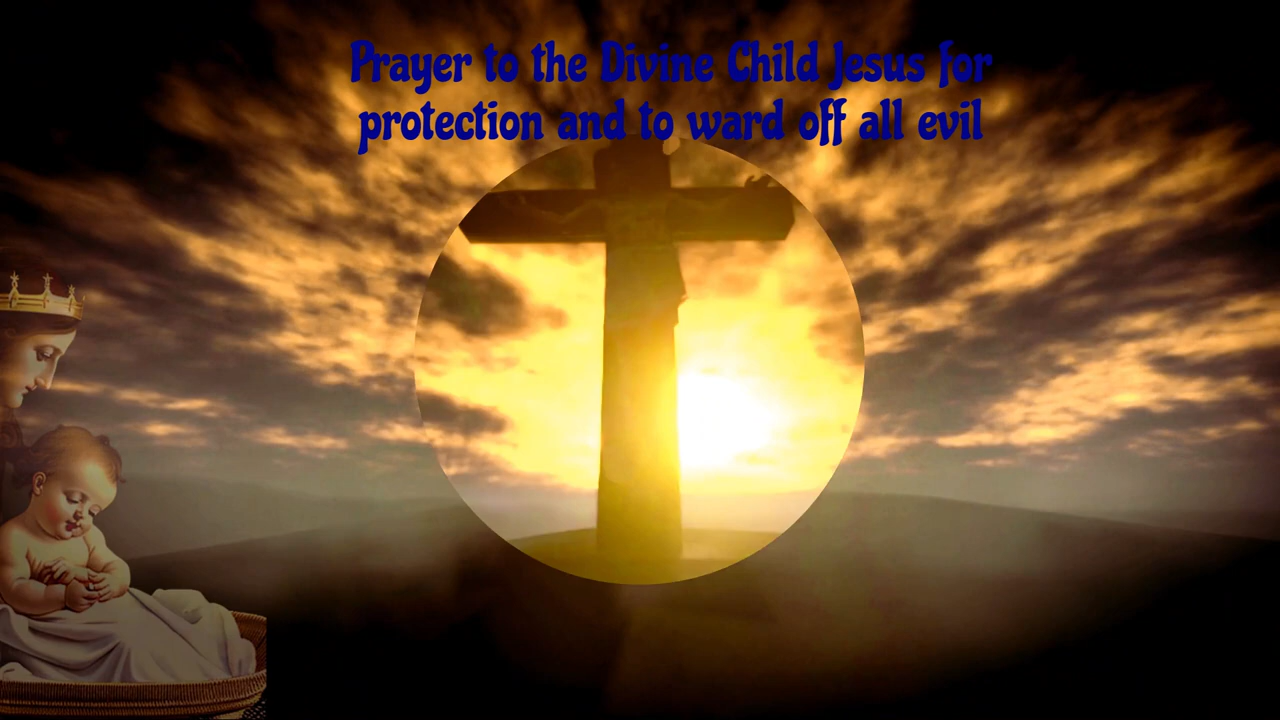 Prayer to the Divine Child Jesus for
protection and to ward off all evil